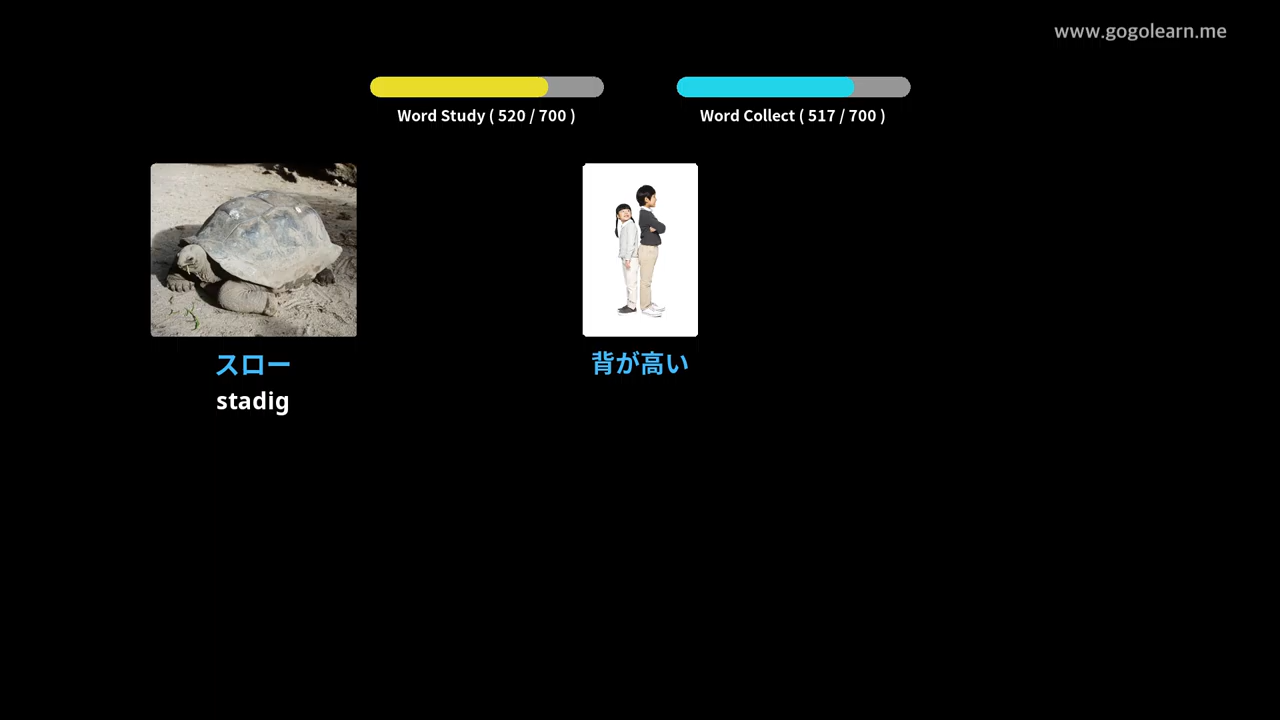 www.gogolearn.me
Word Study ( 520 / 700 )
Word Collect ( 517 / 700 )
スロー
stadig
背が高い